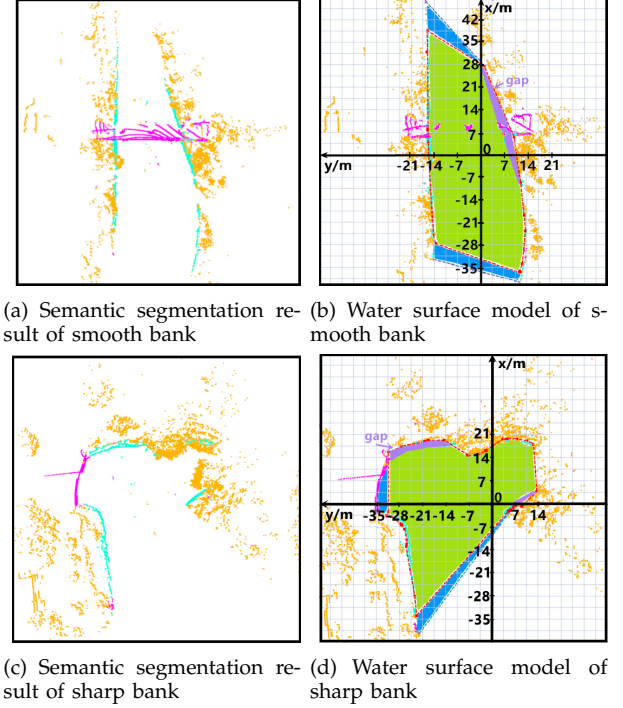 x/m
42
35
28
gap
21
14
7
0
y/m -21 -14 -7 7 14 21
-7
-14
-21
-28
-35
(a) Semantic segmentation re-
sult of smooth bank
(b) Water surface model of s-
mooth bank
x/m
21
gap
14
7
0
y/m -35 -28 -21 -14 -7 7 14
-7
-14
-21
-28
-35
(c) Semantic segmentation re-
sult of sharp bank
(d) Water surface model of
sharp bank